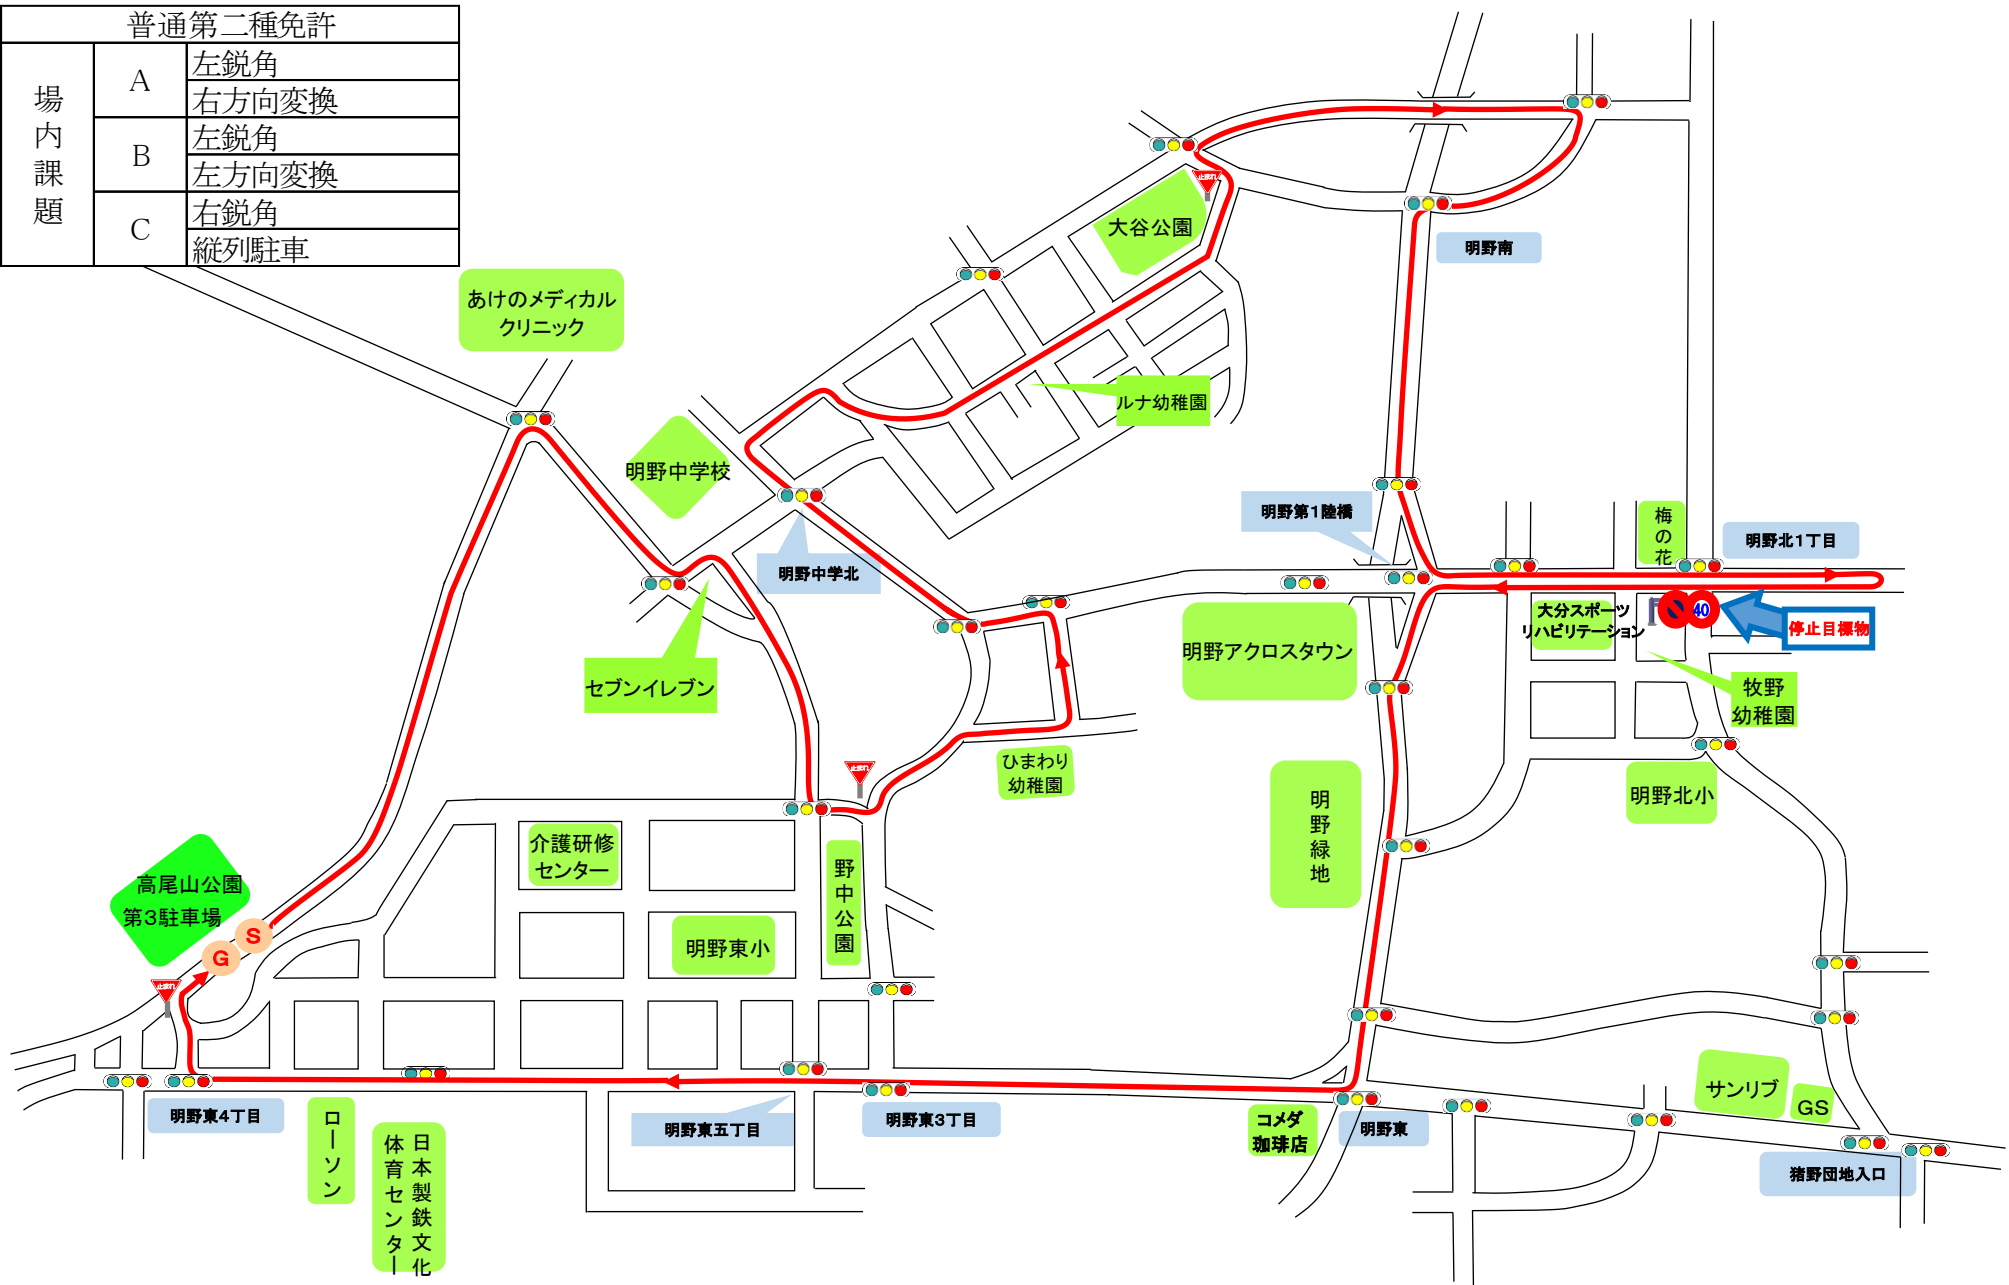 普通第二種免許
場内課題
A
左鋭角
右方向変換
B
左鋭角
左方向変換
C
右鋭角
縦列駐車
あけのメディカル
クリニック
大谷公園
止まれ
明野南
ルナ幼稚園
明野中学校
明野第1陸橋
梅の花
明野北1丁目
明野中学北
大分スポーツ
リハビリテーション
40
停止目標物
明野アクロスタウン
セブンイレブン
牧野
幼稚園
ひまわり
幼稚園
止まれ
明野緑地
明野北小
介護研修
センター
野中公園
高尾山公園
第3駐車場
S
G
明野東小
止まれ
サンリブ
GS
明野東4丁目
ローソン
日本製鉄文化
体育センター
明野東五丁目
明野東3丁目
コメダ
珈琲店
明野東
猪野団地入口